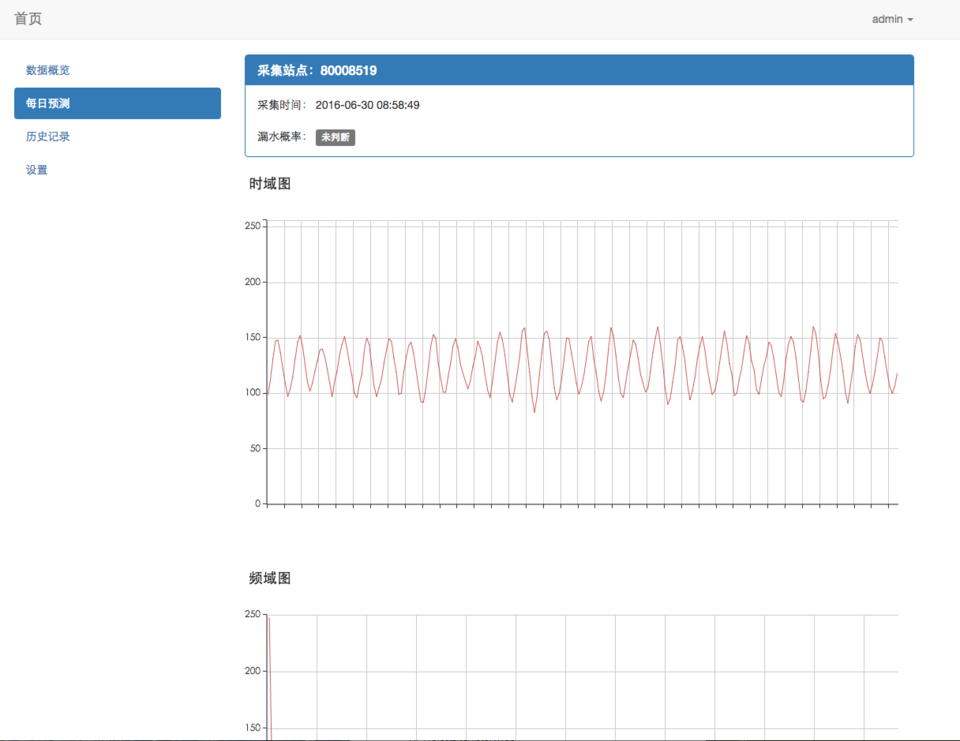 首页
admin
数据概览
每日预测
历史记录
设置
采集站点：80008519
采集时间： 2016-06-30 08:58:49
漏水概率： 未判断
时域图
250
200
150
100
50
0
频域图
250
200
150